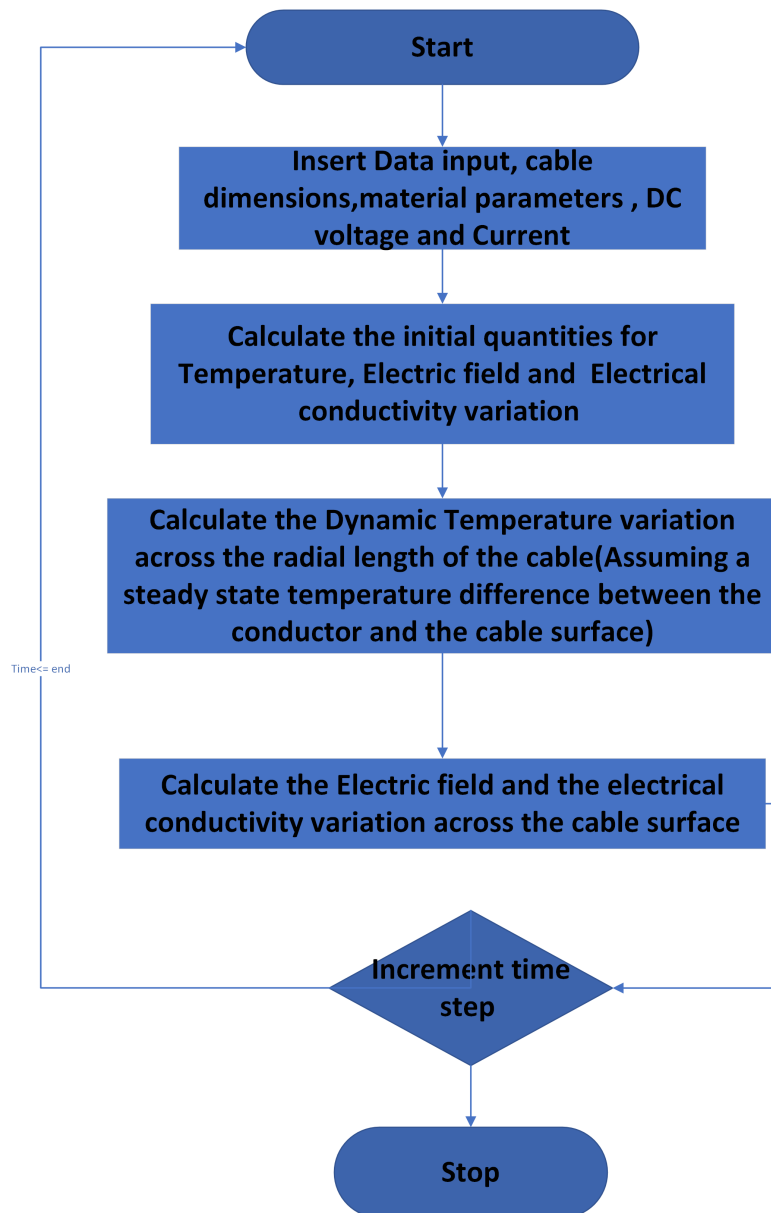 Start
Insert Data input, cable
dimensions,material parameters , DC
voltage and Current
Calculate the initial quantities for
Temperature, Electric field and  Electrical
conductivity variation
Calculate the Dynamic Temperature variation
across the radial length of the cable(Assuming a
steady state temperature difference between the
conductor and the cable surface)
Time<= end
Calculate the Electric field and the electrical
conductivity variation across the cable surface
Increment time
step
Stop